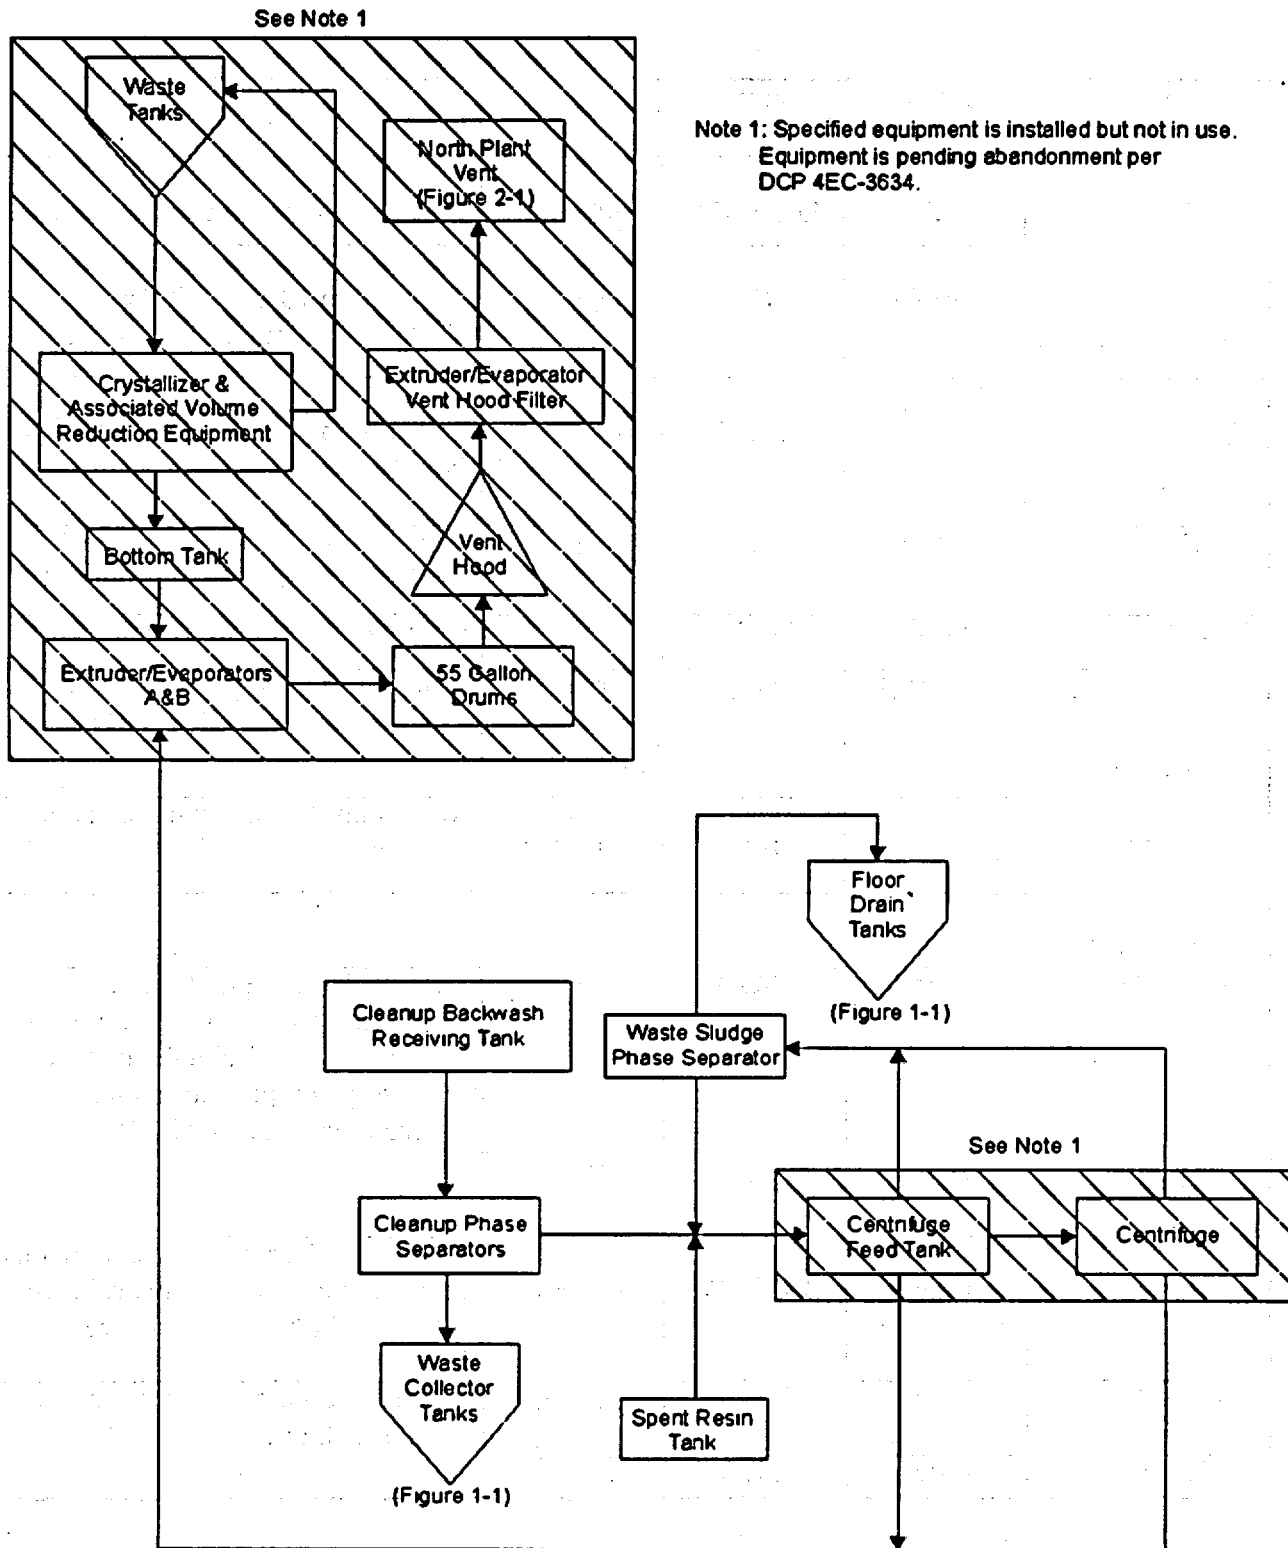 See Note 1
Waste
Tanks
North Plant
Vent
(Figure 2-1)
Note 1: Specified equipment is installed but not in use.
Equipment is pending abandonment per
DCP 4EC-3634.
Crystallizer &
Associated Volume
Reduction Equipment
Extruder/Evaporator
Vent Hood Filter
Bottom Tank
Vent
Hood
Extruder/Evaporators
A&B
55 Gallon
Drums
Floor
Drain
Tanks
(Figure 1-1)
Cleanup Backwash
Receiving Tank
Waste Sludge
Phase Separator
See Note 1
Cleanup Phase
Separators
Centrifuge
Feed Tank
Centrifuge
Waste
Collector
Tanks
(Figure 1-1)
Spent Resin
Tank